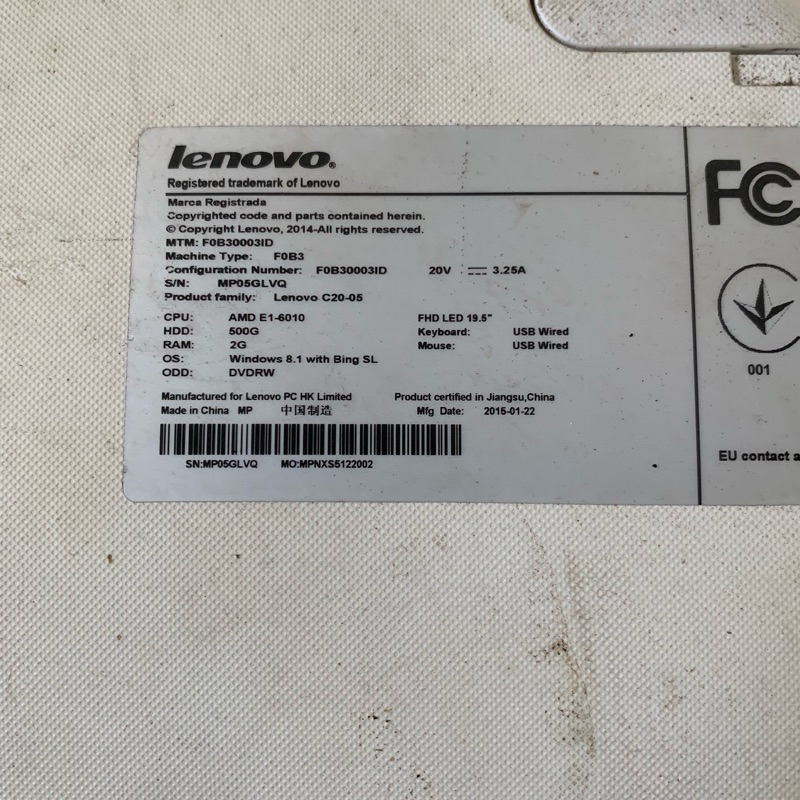 lenovo®
Registered trademark of Lenovo
Marca Registrada
Copyrighted code and parts contained herein.
© Copyright Lenovo, 2014-All rights reserved.
MTM: F0B30003ID
Machine Type: F0B3
Configuration Number: F0B30003ID 20V 3.25A
S/N: MP05GLVQ
Product family: Lenovo C20-05
CPU: AMD E1-6010 FHD LED 19.5"
HDD: 500G Keyboard: USB Wired
RAM: 2G Mouse: USB Wired
OS: Windows 8.1 with Bing SL
ODD: DVDRW
Manufactured for Lenovo PC HK Limited Product certified in Jiangsu,China
Made in China MP 中国制造 Mfg Date: 2015-01-22
SN:MP05GLVQ MO:MPNXS5122002
FC
001
EU contact a